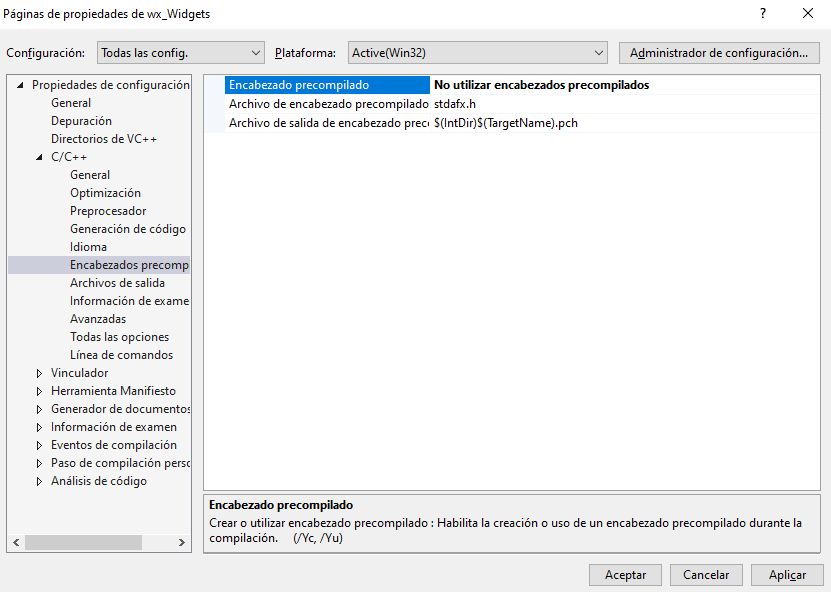 Páginas de propiedades de wx_Widgets
?
Configuración: Todas las config. Plataforma: Active(Win32) Administrador de configuración...
Propiedades de configuración
General
Depuración
Directorios de VC++
C/C++
General
Optimización
Preprocesador
Generación de código
Idioma
Encabezados precomp
Archivos de salida
Información de exame
Avanzadas
Todas las opciones
Línea de comandos
Vinculador
Herramienta Manifiesto
Generador de documentos
Información de examen
Eventos de compilación
Paso de compilación perso
Análisis de código
Encabezado precompilado No utilizar encabezados precompilados
Archivo de encabezado precompilado stdafx.h
Archivo de salida de encabezado prec $(IntDir)$(TargetName).pch
Encabezado precompilado
Crear o utilizar encabezado precompilado : Habilita la creación o uso de un encabezado precompilado durante la
compilación. (/Yc, /Yu)
Aceptar Cancelar Aplicar